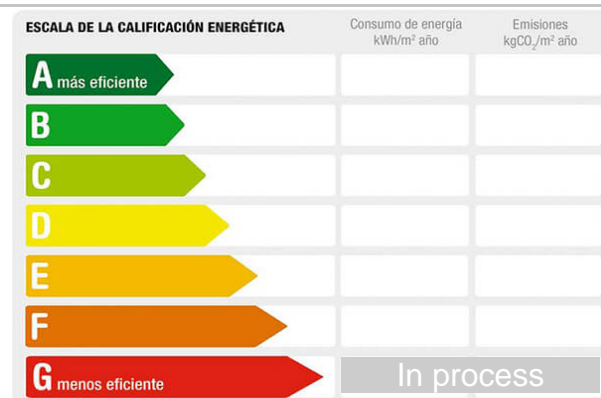 ESCALA DE LA CALIFICACIÓN ENERGÉTICA
Consumo de energía
kWh/m² año
Emisiones
kgCO₂/m² año
A más eficiente
B
C
D
E
F
G menos eficiente
In process